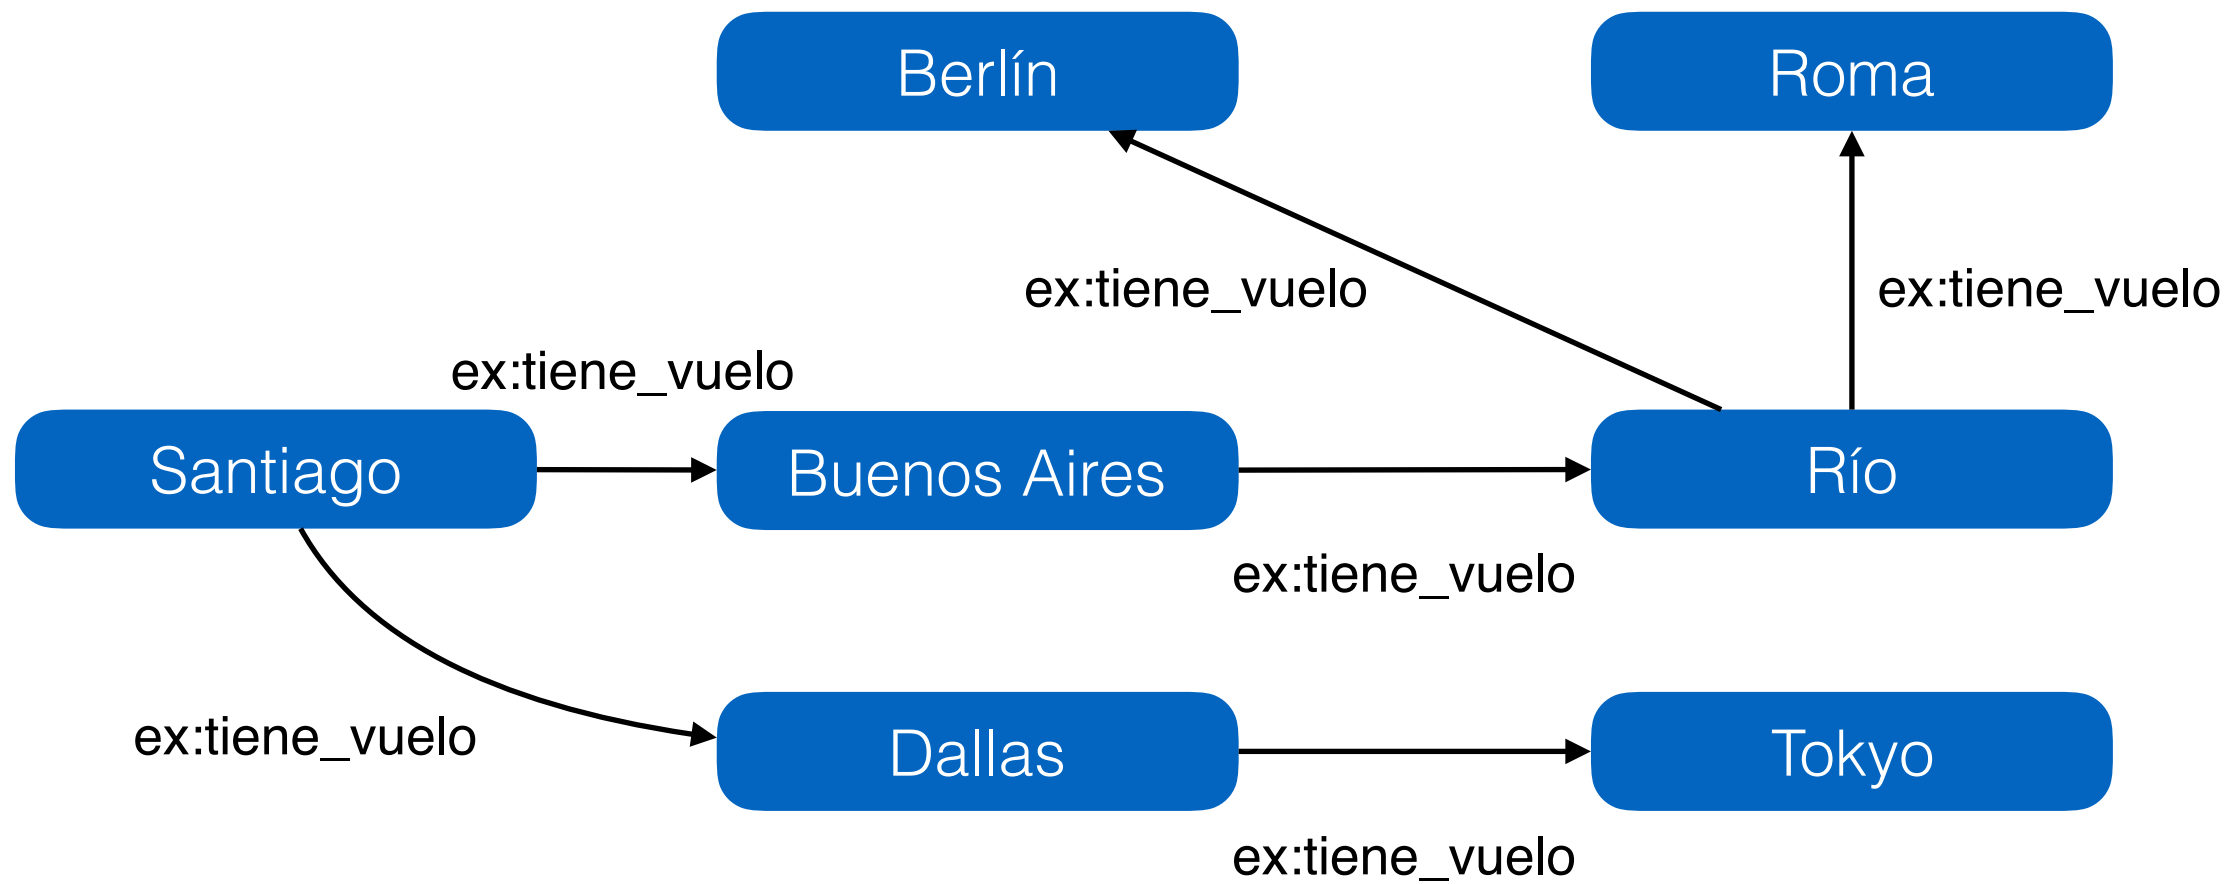 Berlín
Roma
ex:tiene_vuelo
ex:tiene_vuelo
ex:tiene_vuelo
Santiago
Buenos Aires
Río
ex:tiene_vuelo
ex:tiene_vuelo
Dallas
Tokyo
ex:tiene_vuelo